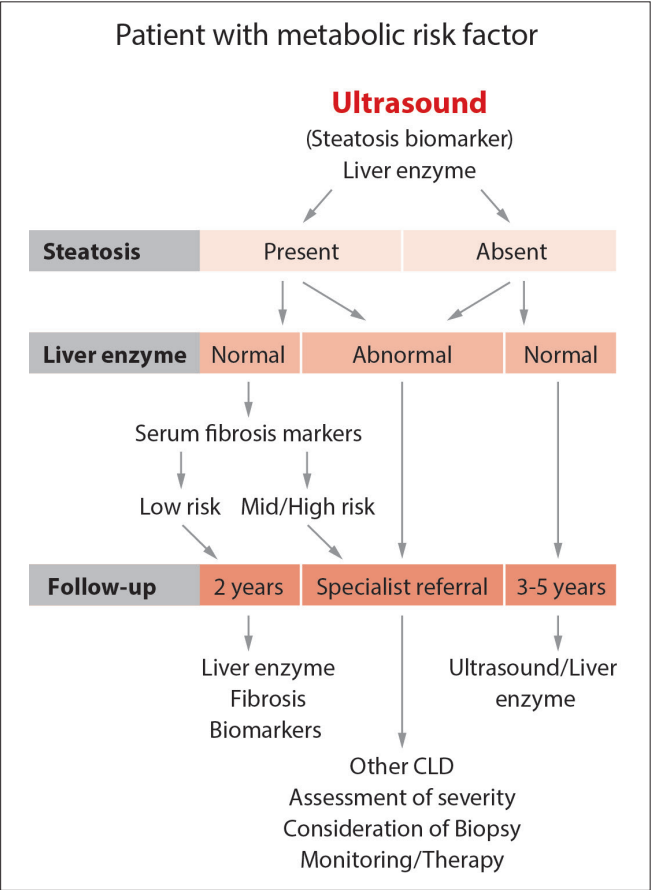 Patient with metabolic risk factor
Ultrasound
(Steatosis biomarker)
Liver enzyme
Steatosis Present Absent
Liver enzyme Normal Abnormal Normal
Serum fibrosis markers
Low risk Mid/High risk
Follow-up 2 years Specialist referral 3-5 years
Liver enzyme
Fibrosis
Biomarkers
Ultrasound/Liver
enzyme
Other CLD
Assessment of severity
Consideration of Biopsy
Monitoring/Therapy